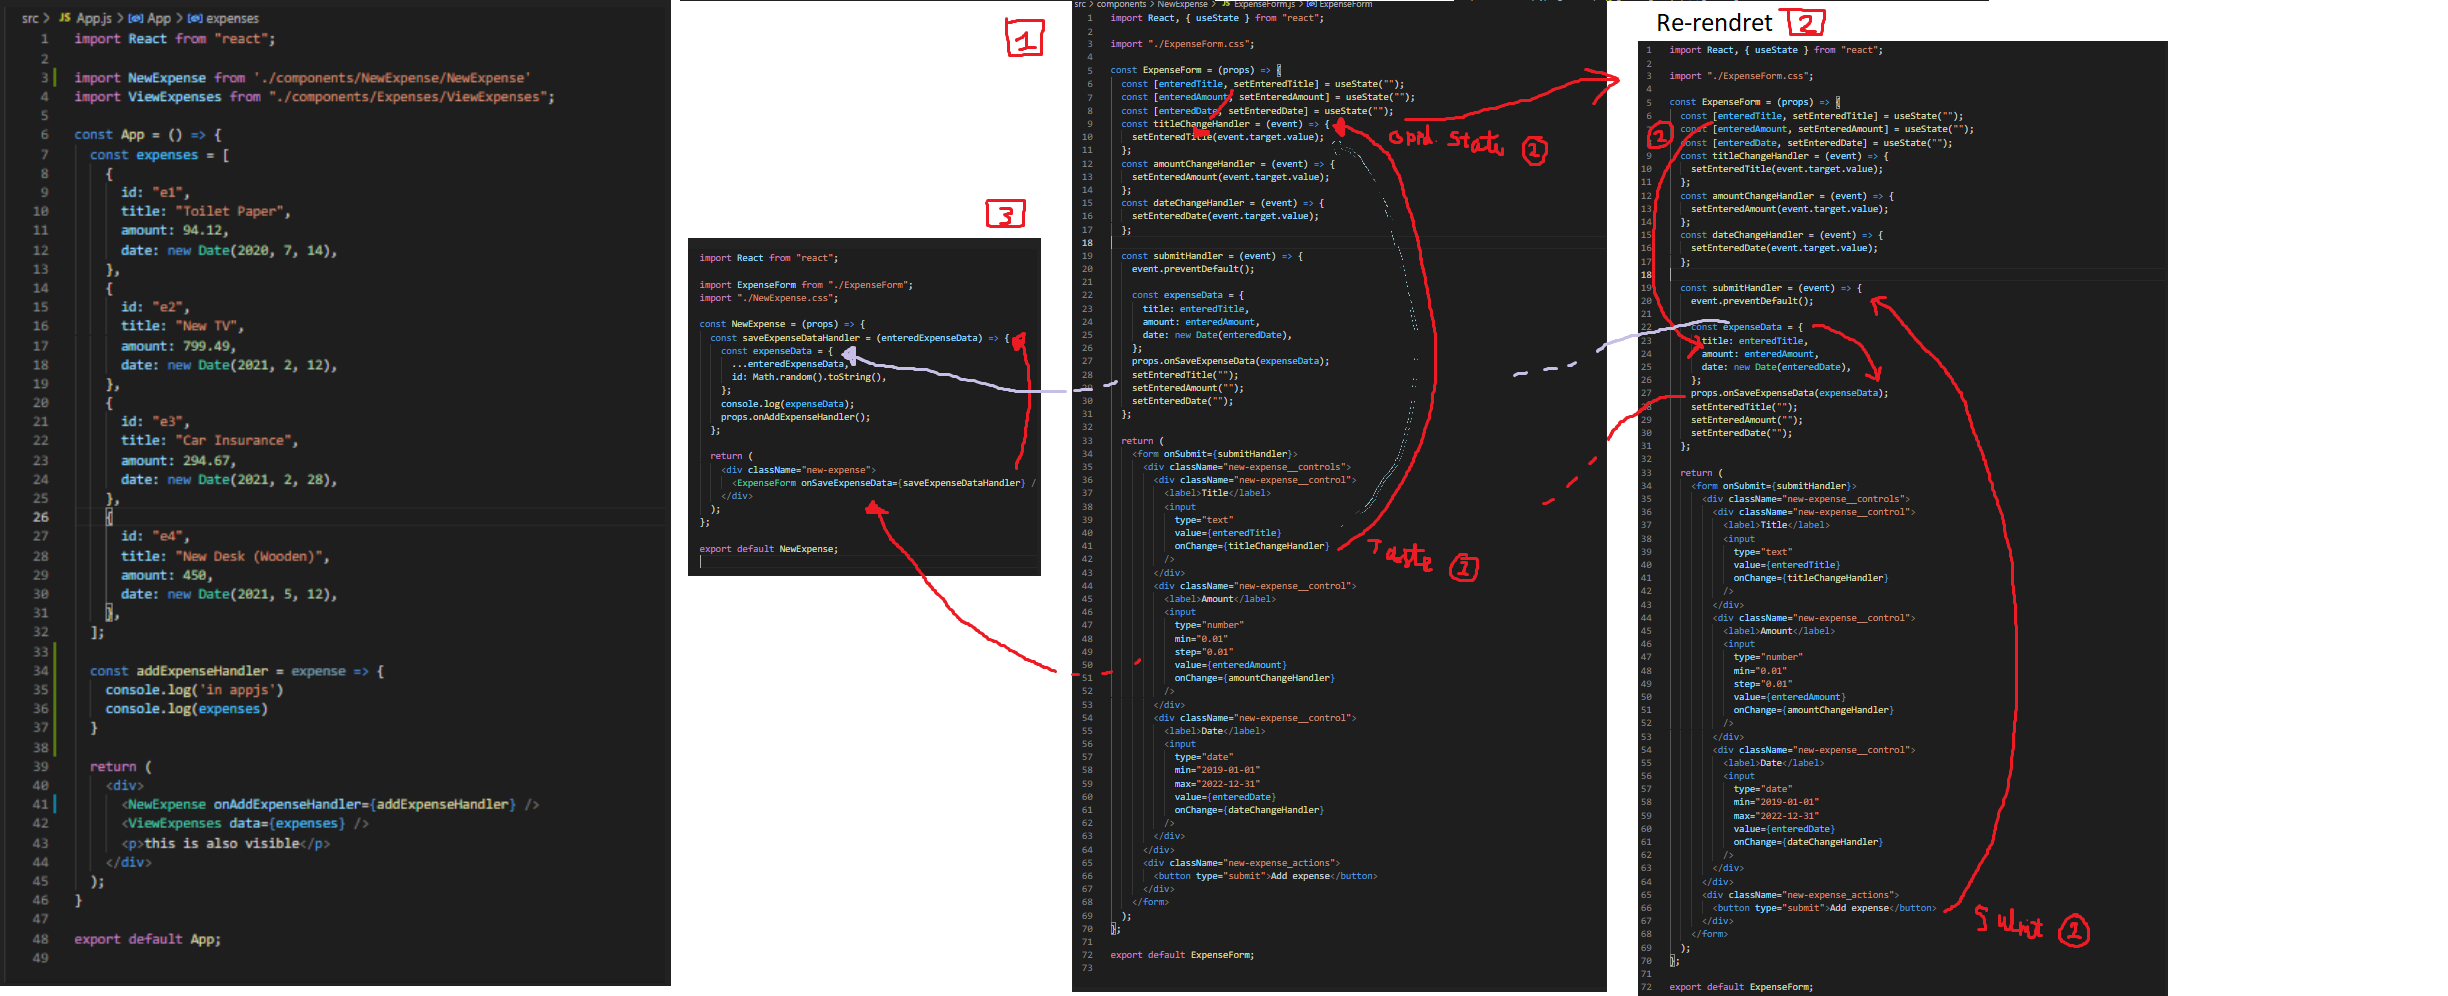 src > JS App.js > App > expenses
1 import React from "react";
2
3 import NewExpense from './components/NewExpense/NewExpense'
4 import ViewExpenses from "./components/Expenses/ViewExpenses";
5
6 const App = () => {
7 const expenses = [
8 {
9 id: "e1",
10 title: "Toilet Paper",
11 amount: 94.12,
12 date: new Date(2020, 7, 14),
13 },
14 {
15 id: "e2",
16 title: "New TV",
17 amount: 799.49,
18 date: new Date(2021, 2, 12),
19 },
20 {
21 id: "e3",
22 title: "Car Insurance",
23 amount: 294.67,
24 date: new Date(2021, 2, 28),
25 },
26 {
27 id: "e4",
28 title: "New Desk (Wooden)",
29 amount: 450,
30 date: new Date(2021, 5, 12),
31 },
32 ];
33
34 const addExpenseHandler = expense => {
35 console.log('in appjs')
36 console.log(expenses)
37 }
38
39 return (
40 <div>
41 <NewExpense onAddExpenseHandler={addExpenseHandler} />
42 <ViewExpenses data={expenses} />
43 <p>this is also visible</p>
44 </div>
45 );
46 }
47
48 export default App;
49
3
import React from "react";
import ExpenseForm from "./ExpenseForm";
import "./NewExpense.css";
const NewExpense = (props) => {
const saveExpenseDataHandler = (enteredExpenseData) => {
const expenseData = {
...enteredExpenseData,
id: Math.random().toString(),
};
console.log(expenseData);
props.onAddExpenseHandler();
};
return (
<div className="new-expense">
<ExpenseForm onSaveExpenseData={saveExpenseDataHandler} /
</div>
);
};
export default NewExpense;
1
src > components > NewExpense > JS ExpenseForm.js > ExpenseForm
1 import React, { useState } from "react";
2
3 import "./ExpenseForm.css";
4
5 const ExpenseForm = (props) => {
6 const [enteredTitle, setEnteredTitle] = useState("");
7 const [enteredAmount, setEnteredAmount] = useState("");
8 const [enteredDate, setEnteredDate] = useState("");
9 const titleChangeHandler = (event) => {
10 setEnteredTitle(event.target.value);
11 };
12 const amountChangeHandler = (event) => {
13 setEnteredAmount(event.target.value);
14 };
15 const dateChangeHandler = (event) => {
16 setEnteredDate(event.target.value);
17 };
18
19 const submitHandler = (event) => {
20 event.preventDefault();
21
22 const expenseData = {
23 title: enteredTitle,
24 amount: enteredAmount,
25 date: new Date(enteredDate),
26 };
27 props.onSaveExpenseData(expenseData);
28 setEnteredTitle("");
29 setEnteredAmount("");
30 setEnteredDate("");
31 };
32
33 return (
34 <form onSubmit={submitHandler}>
35 <div className="new-expense__controls">
36 <div className="new-expense__control">
37 <label>Title</label>
38 <input
39 type="text"
40 value={enteredTitle}
41 onChange={titleChangeHandler}
42 />
43 </div>
44 <div className="new-expense__control">
45 <label>Amount</label>
46 <input
47 type="number"
48 min="0.01"
49 step="0.01"
50 value={enteredAmount}
51 onChange={amountChangeHandler}
52 />
53 </div>
54 <div className="new-expense__control">
55 <label>Date</label>
56 <input
57 type="date"
58 min="2019-01-01"
59 max="2022-12-31"
60 value={enteredDate}
61 onChange={dateChangeHandler}
62 />
63 </div>
64 </div>
65 <div className="new-expense_actions">
66 <button type="submit">Add expense</button>
67 </div>
68 </form>
69 );
70 };
71
72 export default ExpenseForm;
73
state 2
Taste 1
Re-rendret 2
1 import React, { useState } from "react";
2
3 import "./ExpenseForm.css";
4
5 const ExpenseForm = (props) => {
6 const [enteredTitle, setEnteredTitle] = useState("");
const [enteredAmount, setEnteredAmount] = useState("");
8 const [enteredDate, setEnteredDate] = useState("");
9 const titleChangeHandler = (event) => {
10 setEnteredTitle(event.target.value);
11 };
12 const amountChangeHandler = (event) => {
13 setEnteredAmount(event.target.value);
14 };
15 const dateChangeHandler = (event) => {
16 setEnteredDate(event.target.value);
17 };
18
19 const submitHandler = (event) => {
20 event.preventDefault();
21
22 const expenseData = {
23 title: enteredTitle,
24 amount: enteredAmount,
25 date: new Date(enteredDate),
26 };
27 props.onSaveExpenseData(expenseData);
28 setEnteredTitle("");
29 setEnteredAmount("");
30 setEnteredDate("");
31 };
32
33 return (
34 <form onSubmit={submitHandler}>
35 <div className="new-expense__controls">
36 <div className="new-expense__control">
37 <label>Title</label>
38 <input
39 type="text"
40 value={enteredTitle}
41 onChange={titleChangeHandler}
42 />
43 </div>
44 <div className="new-expense__control">
45 <label>Amount</label>
46 <input
47 type="number"
48 min="0.01"
49 step="0.01"
50 value={enteredAmount}
51 onChange={amountChangeHandler}
52 />
53 </div>
54 <div className="new-expense__control">
55 <label>Date</label>
56 <input
57 type="date"
58 min="2019-01-01"
59 max="2022-12-31"
60 value={enteredDate}
61 onChange={dateChangeHandler}
62 />
63 </div>
64 </div>
65 <div className="new-expense_actions">
66 <button type="submit">Add expense</button>
67 </div>
68 </form>
69 );
70 };
71
72 export default ExpenseForm;
2
Submit 1